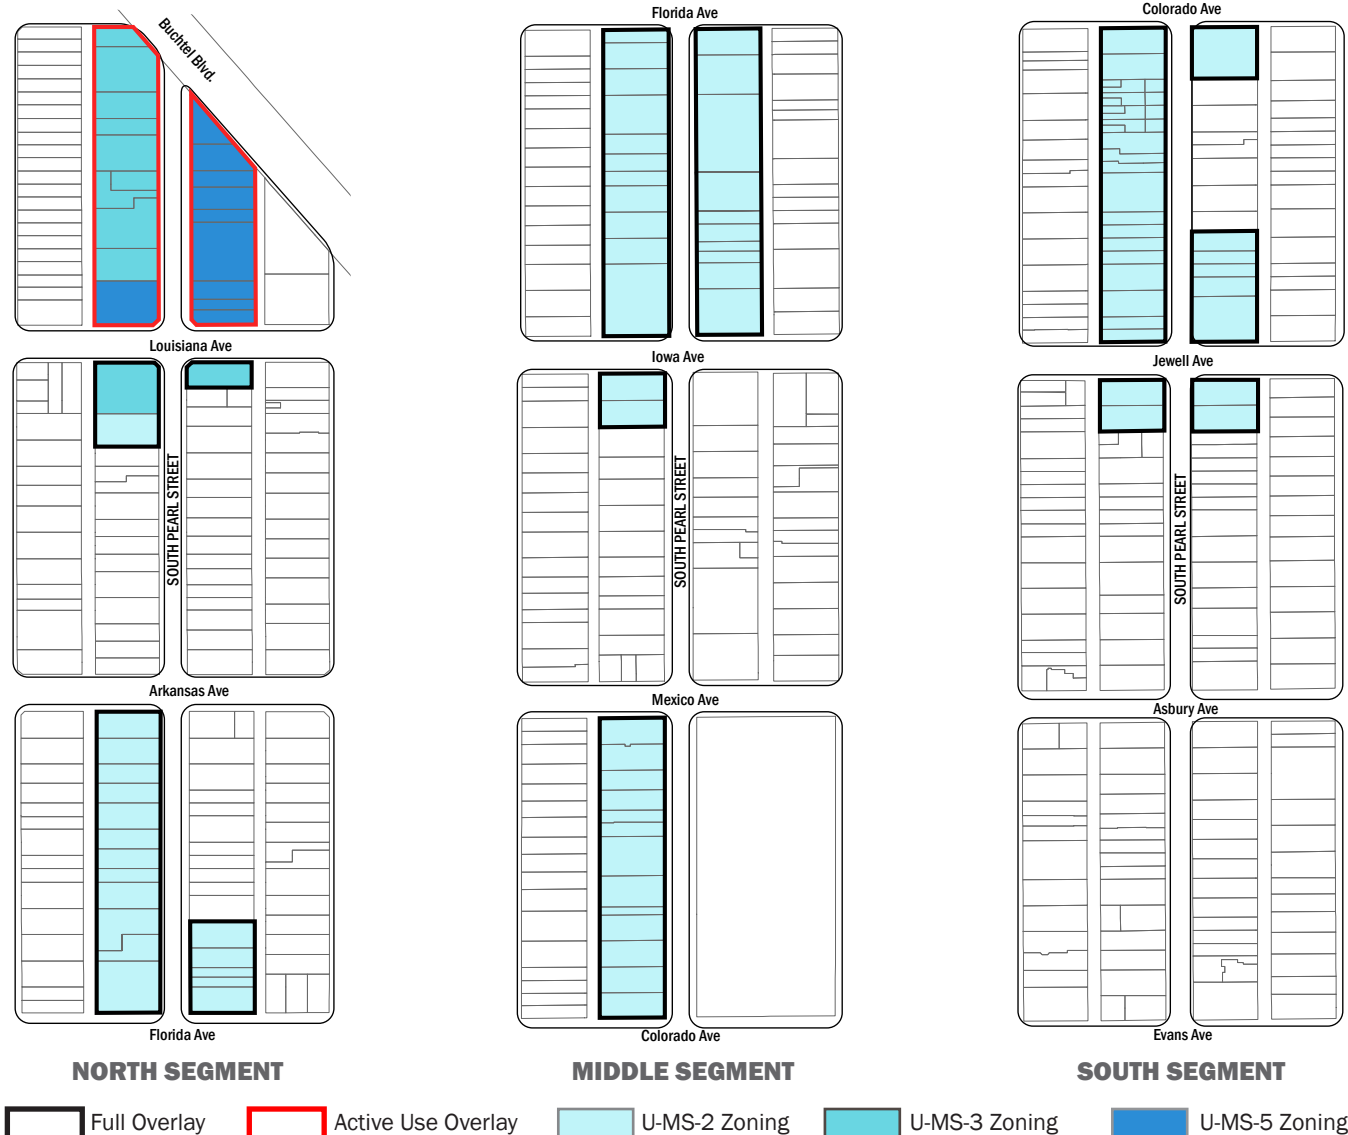 Buchtel Blvd.
Louisiana Ave
SOUTH PEARL STREET
Arkansas Ave
Florida Ave
NORTH SEGMENT
Florida Ave
Iowa Ave
SOUTH PEARL STREET
Mexico Ave
Colorado Ave
MIDDLE SEGMENT
Colorado Ave
Jewell Ave
SOUTH PEARL STREET
Asbury Ave
Evans Ave
SOUTH SEGMENT
Full Overlay
Active Use Overlay
U-MS-2 Zoning
U-MS-3 Zoning
U-MS-5 Zoning